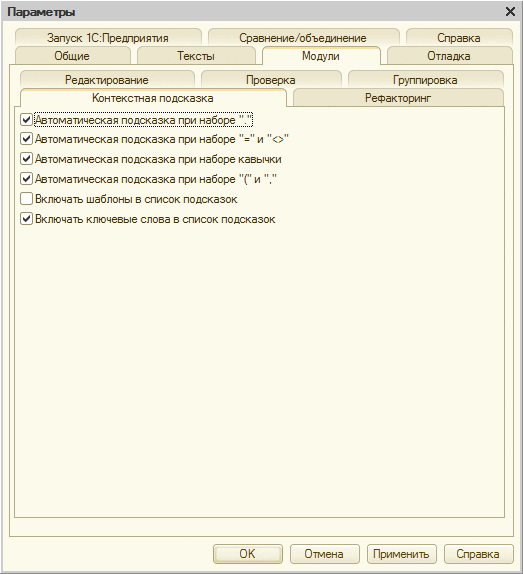 Параметры
Запуск 1С:Предприятия Сравнение/объединение Справка
Общие Тексты Модули Отладка
Редактирование Проверка Группировка
Контекстная подсказка Рефакторинг
Автоматическая подсказка при наборе "."
Автоматическая подсказка при наборе "=" и "<>"
Автоматическая подсказка при наборе кавычки
Автоматическая подсказка при наборе "(" и ","
Включать шаблоны в список подсказок
Включать ключевые слова в список подсказок
OK Отмена Применить Справка